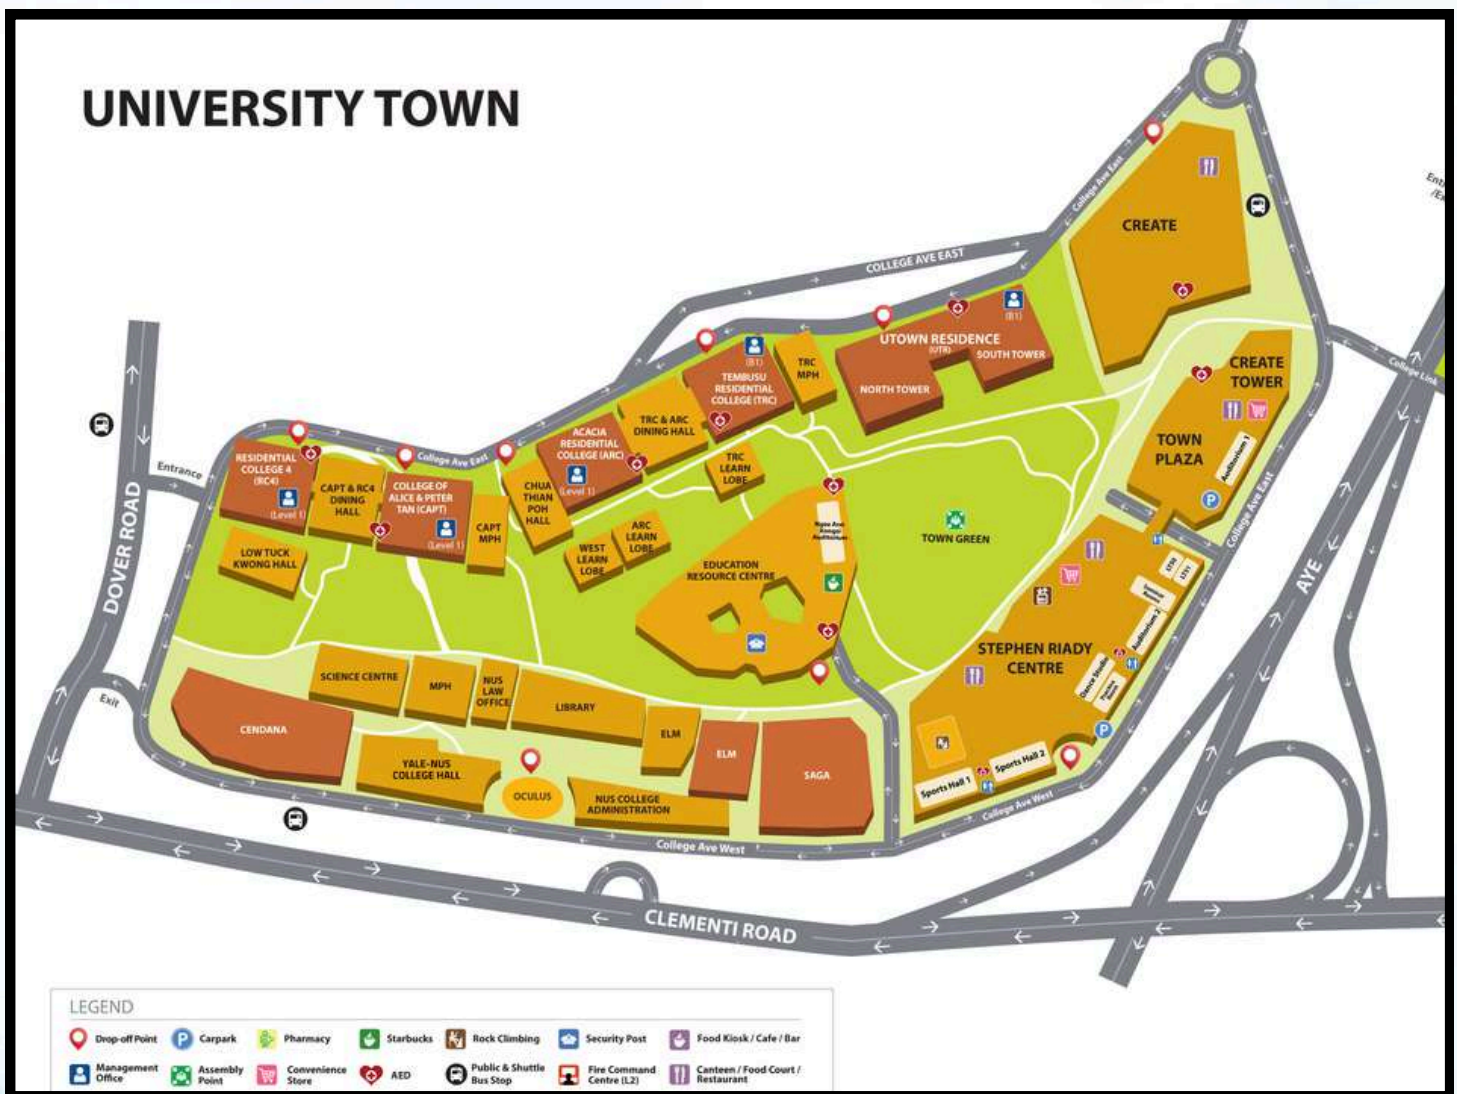 UNIVERSITY TOWN
College Ave East
CREATE
COLLEGE AVE EAST
(B1)
UTOWN RESIDENCE
(UTR)
SOUTH TOWER
NORTH TOWER
College Link
CREATE
TOWER
TOWN
PLAZA
Auditorium 1
College Ave East
(B1)
TEMBUSU
RESIDENTIAL
COLLEGE (TRC)
TRC
MPH
TRC & ARC
DINING HALL
ACACIA
RESIDENTIAL
COLLEGE (ARC)
(Level 1)
TRC
LEARN
LOBE
College Ave East
RESIDENTIAL
COLLEGE 4
(RC4)
(Level 1)
CAPT & RC4
DINING
HALL
COLLEGE OF
ALICE & PETER
TAN (CAPT)
(Level 1)
CAPT
MPH
CHUA
THIAN
POH
HALL
ARC
LEARN
LOBE
WEST
LEARN
LOBE
LOW TUCK
KWONG HALL
Entrance
DOVER ROAD
Exit
EDUCATION
RESOURCE CENTRE
Ngee Ann
Kongsi
Auditorium
TOWN GREEN
STEPHEN RIADY
CENTRE
Seminar
Rooms
Auditorium 2
Dance Studio
Sports Hall 1
Sports Hall 2
AYE
SCIENCE CENTRE
MPH
NUS
LAW
OFFICE
LIBRARY
ELM
ELM
SAGA
CENDANA
YALE-NUS
COLLEGE HALL
OCULUS
NUS COLLEGE
ADMINISTRATION
College Ave West
College Ave West
CLEMENTI ROAD
LEGEND
Drop-off Point
Carpark
Pharmacy
Starbucks
Rock Climbing
Security Post
Food Kiosk / Cafe / Bar
Management
Office
Assembly
Point
Convenience
Store
AED
Public & Shuttle
Bus Stop
Fire Command
Centre (L2)
Canteen / Food Court /
Restaurant